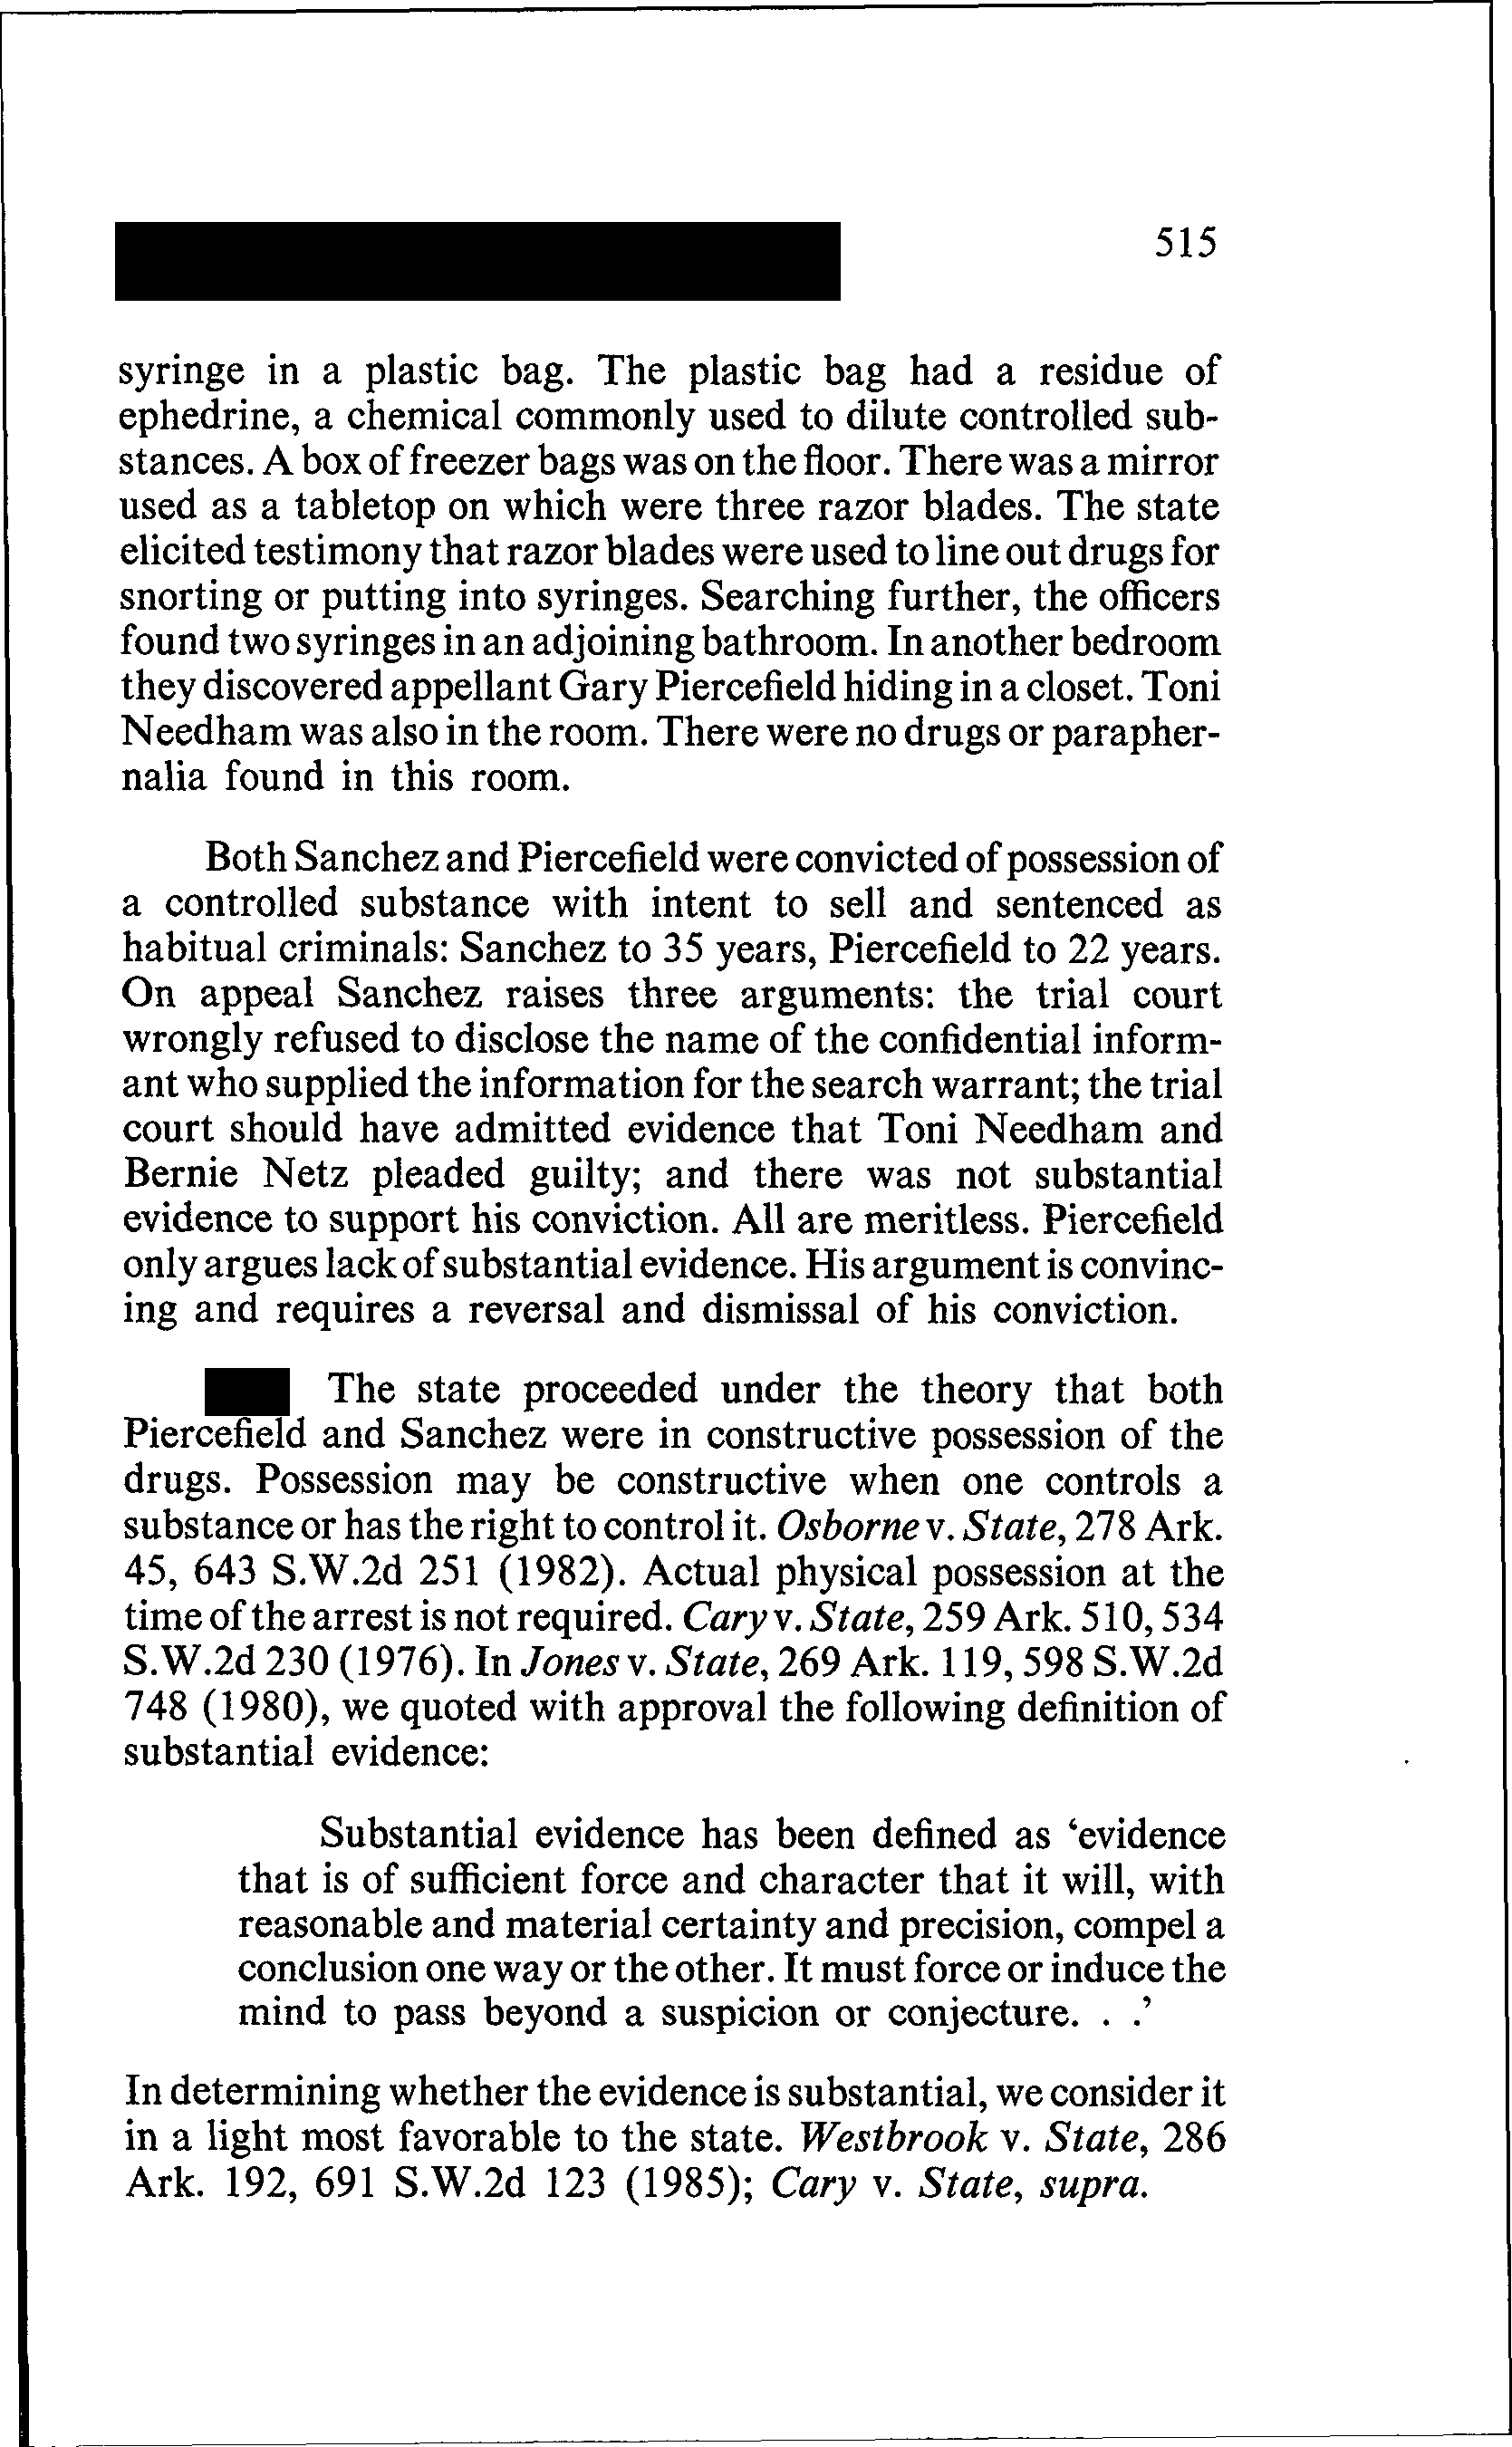 515
syringe in a plastic bag. The plastic bag had a residue of
ephedrine, a chemical commonly used to dilute controlled sub-
stances. A box of freezer bags was on the floor. There was a mirror
used as a tabletop on which were three razor blades. The state
elicited testimony that razor blades were used to line out drugs for
snorting or putting into syringes. Searching further, the officers
found two syringes in an adjoining bathroom. In another bedroom
they discovered appellant Gary Piercefield hiding in a closet. Toni
Needham was also in the room. There were no drugs or parapher-
nalia found in this room.
Both Sanchez and Piercefield were convicted of possession of
a controlled substance with intent to sell and sentenced as
habitual criminals: Sanchez to 35 years, Piercefield to 22 years.
On appeal Sanchez raises three arguments: the trial court
wrongly refused to disclose the name of the confidential inform-
ant who supplied the information for the search warrant; the trial
court should have admitted evidence that Toni Needham and
Bernie Netz pleaded guilty; and there was not substantial
evidence to support his conviction. All are meritless. Piercefield
only argues lack of substantial evidence. His argument is convinc-
ing and requires a reversal and dismissal of his conviction.
The state proceeded under the theory that both
Piercefield and Sanchez were in constructive possession of the
drugs. Possession may be constructive when one controls a
substance or has the right to control it. Osborne v. State, 278 Ark.
45, 643 S.W.2d 251 (1982). Actual physical possession at the
time of the arrest is not required. Cary v. State, 259 Ark. 510, 534
S.W.2d 230 (1976). In Jones v. State, 269 Ark. 119, 598 S.W.2d
748 (1980), we quoted with approval the following definition of
substantial evidence:
Substantial evidence has been defined as ‘evidence
that is of sufficient force and character that it will, with
reasonable and material certainty and precision, compel a
conclusion one way or the other. It must force or induce the
mind to pass beyond a suspicion or conjecture. . .’
In determining whether the evidence is substantial, we consider it
in a light most favorable to the state. Westbrook v. State, 286
Ark. 192, 691 S.W.2d 123 (1985); Cary v. State, supra.